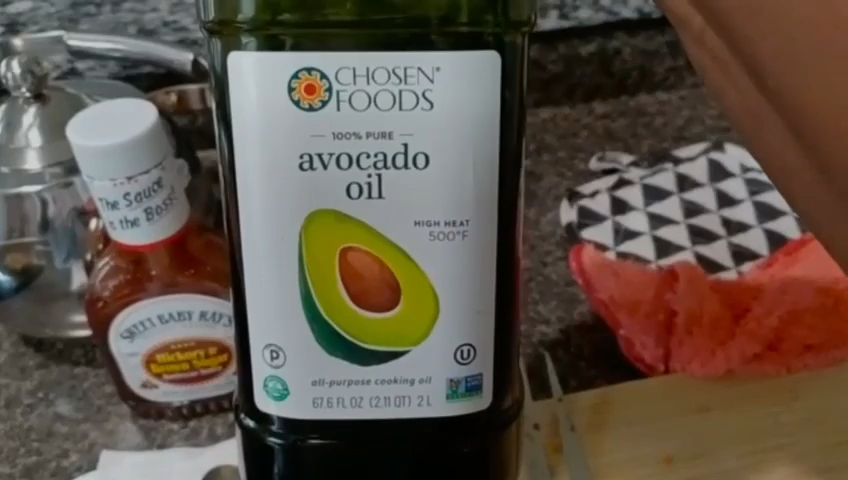 CHOSEN®
FOODS
100% PURE
avocado
oil
HIGH HEAT
500°F
P
U
all-purpose cooking oil
67.6 FL OZ (2.11 QT) 2 L
The Sauce
is the Boss!
SWEET BABY RAY'S
Hickory &
Brown Sugar